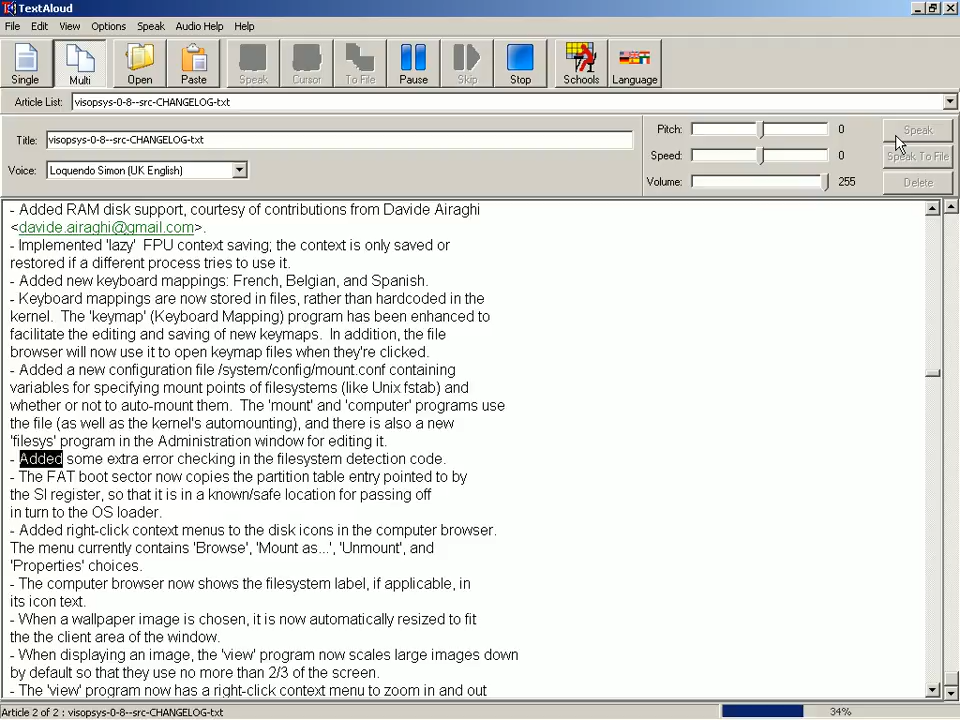 TextAloud
File Edit View Options Speak Audio Help Help
Single Multi Open Paste Speak Cursor To File Pause Skip Stop Schools Language
Article List: visopsys-0-8--src-CHANGELOG-txt
Title: visopsys-0-8--src-CHANGELOG-txt
Pitch: 0 Speak
Speed: 0 Speak To File
Voice: Loquendo Simon (UK English)
Volume: 255 Delete
- Added RAM disk support, courtesy of contributions from Davide Airaghi
<davide.airaghi@gmail.com>.
- Implemented 'lazy'  FPU context saving; the context is only saved or
restored if a different process tries to use it.
- Added new keyboard mappings: French, Belgian, and Spanish.
- Keyboard mappings are now stored in files, rather than hardcoded in the
kernel.  The 'keymap' (Keyboard Mapping) program has been enhanced to
facilitate the editing and saving of new keymaps.  In addition, the file
browser will now use it to open keymap files when they're clicked.
- Added a new configuration file /system/config/mount.conf containing
variables for specifying mount points of filesystems (like Unix fstab) and
whether or not to auto-mount them.  The 'mount' and 'computer' programs use
the file (as well as the kernel's automounting), and there is also a new
'filesys' program in the Administration window for editing it.
- Added some extra error checking in the filesystem detection code.
- The FAT boot sector now copies the partition table entry pointed to by
the SI register, so that it is in a known/safe location for passing off
in turn to the OS loader.
- Added right-click context menus to the disk icons in the computer browser.
The menu currently contains 'Browse', 'Mount as...', 'Unmount', and
'Properties' choices.
- The computer browser now shows the filesystem label, if applicable, in
its icon text.
- When a wallpaper image is chosen, it is now automatically resized to fit
the the client area of the window.
- When displaying an image, the 'view' program now scales large images down
by default so that they use no more than 2/3 of the screen.
- The 'view' program now has a right-click context menu to zoom in and out
Article 2 of 2 : visopsys-0-8--src-CHANGELOG-txt 34%